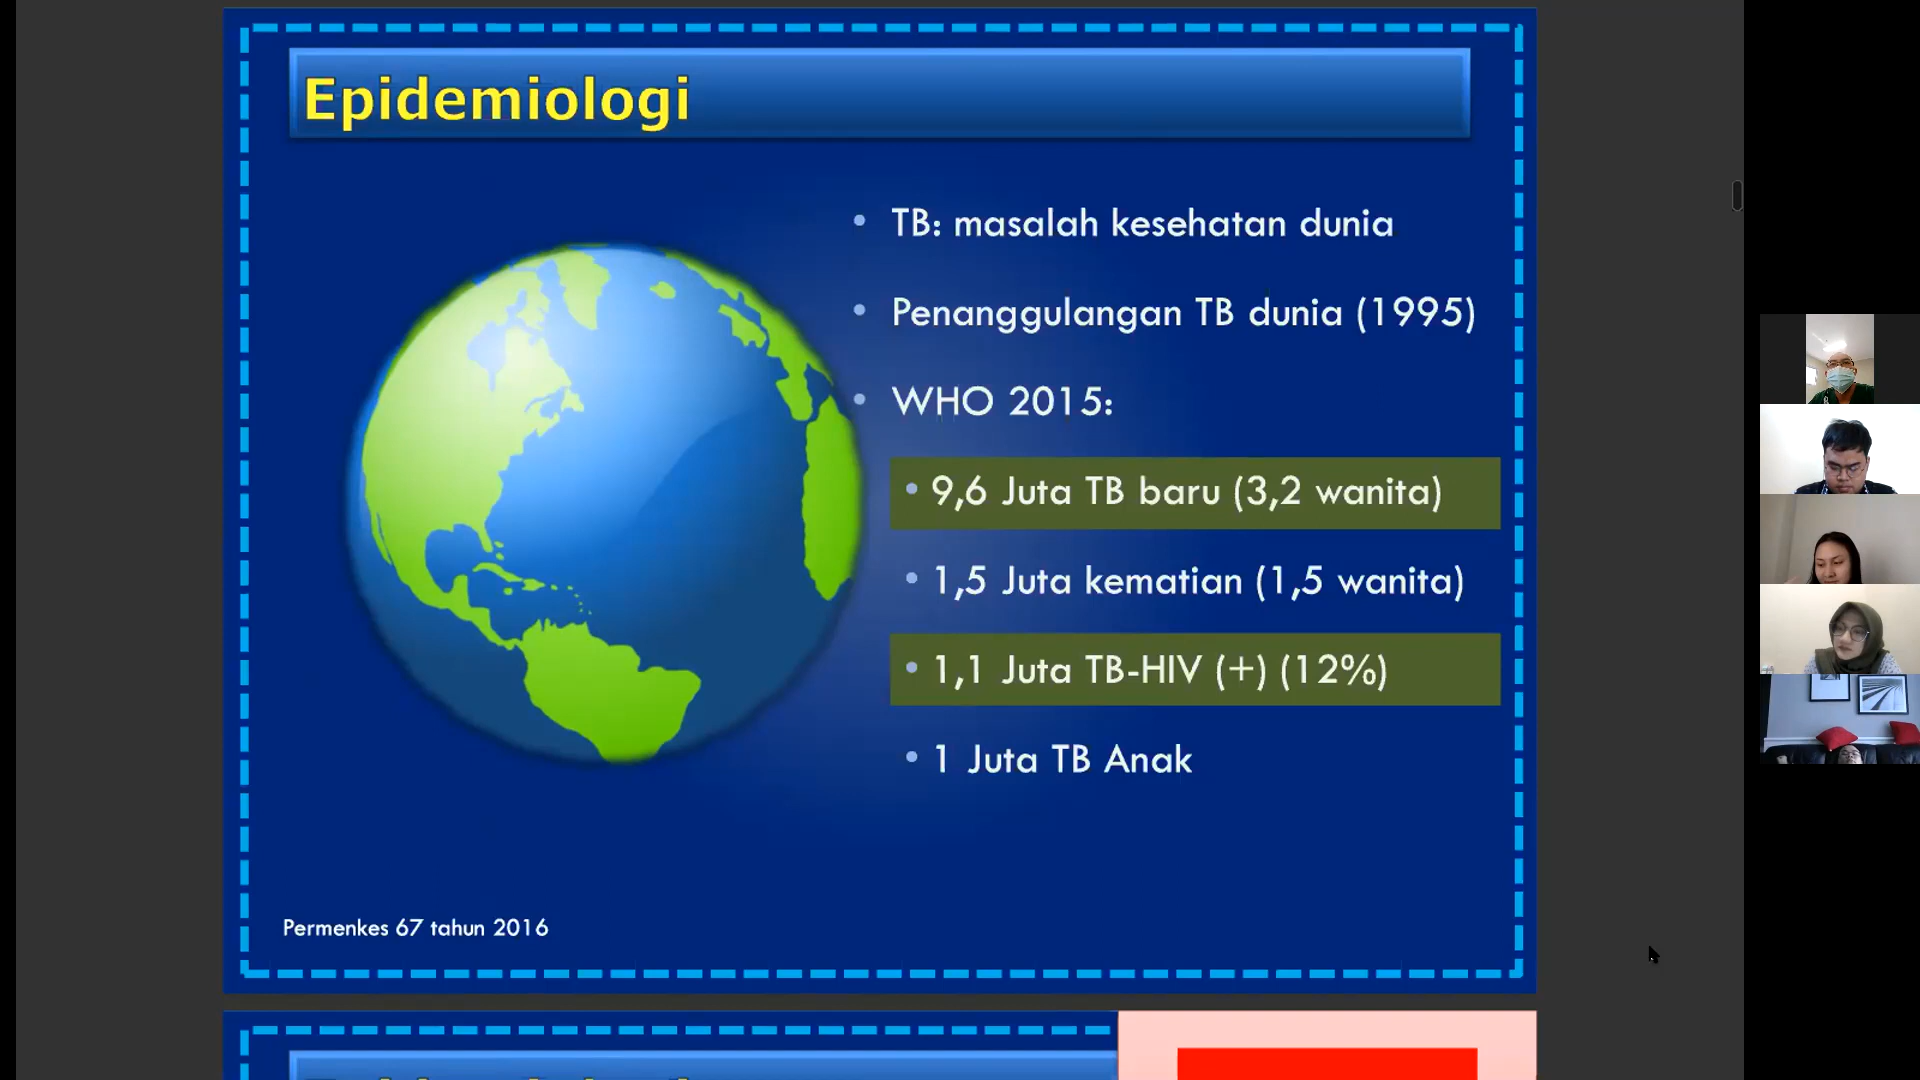 Epidemiologi
• TB: masalah kesehatan dunia
• Penanggulangan TB dunia (1995)
• WHO 2015:
• 9,6 Juta TB baru (3,2 wanita)
• 1,5 Juta kematian (1,5 wanita)
• 1,1 Juta TB-HIV (+) (12%)
• 1 Juta TB Anak
Permenkes 67 tahun 2016